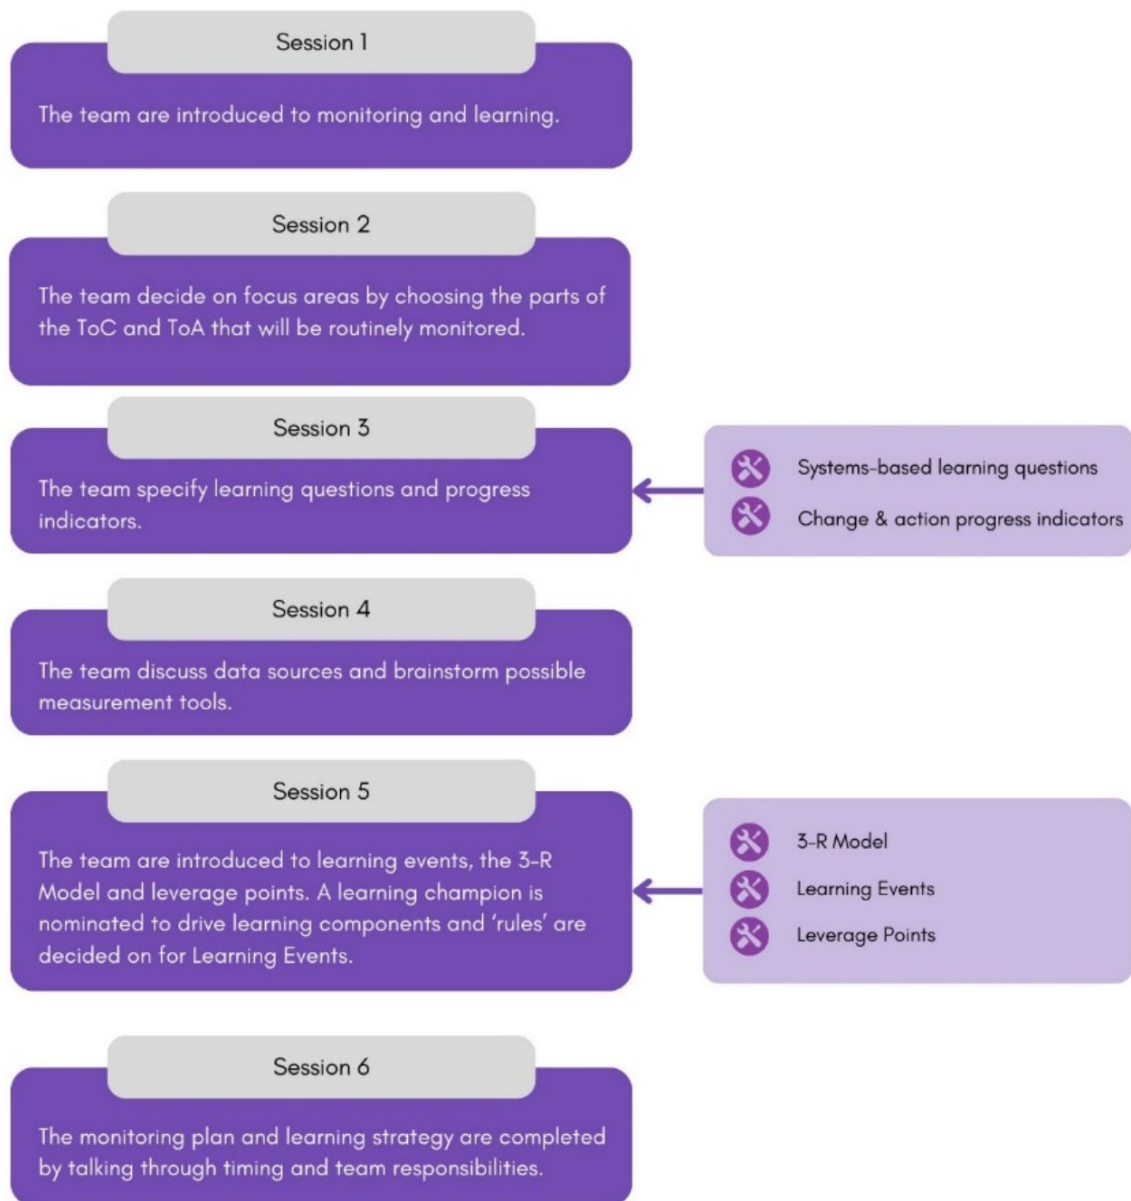 Session 1
The team are introduced to monitoring and learning.
Session 2
The team decide on focus areas by choosing the parts of
the ToC and ToA that will be routinely monitored.
Session 3
The team specify learning questions and progress
indicators.
Systems-based learning questions
Change & action progress indicators
Session 4
The team discuss data sources and brainstorm possible
measurement tools.
Session 5
The team are introduced to learning events, the 3-R
Model and leverage points. A learning champion is
nominated to drive learning components and ‘rules’ are
decided on for Learning Events.
3-R Model
Learning Events
Leverage Points
Session 6
The monitoring plan and learning strategy are completed
by talking through timing and team responsibilities.